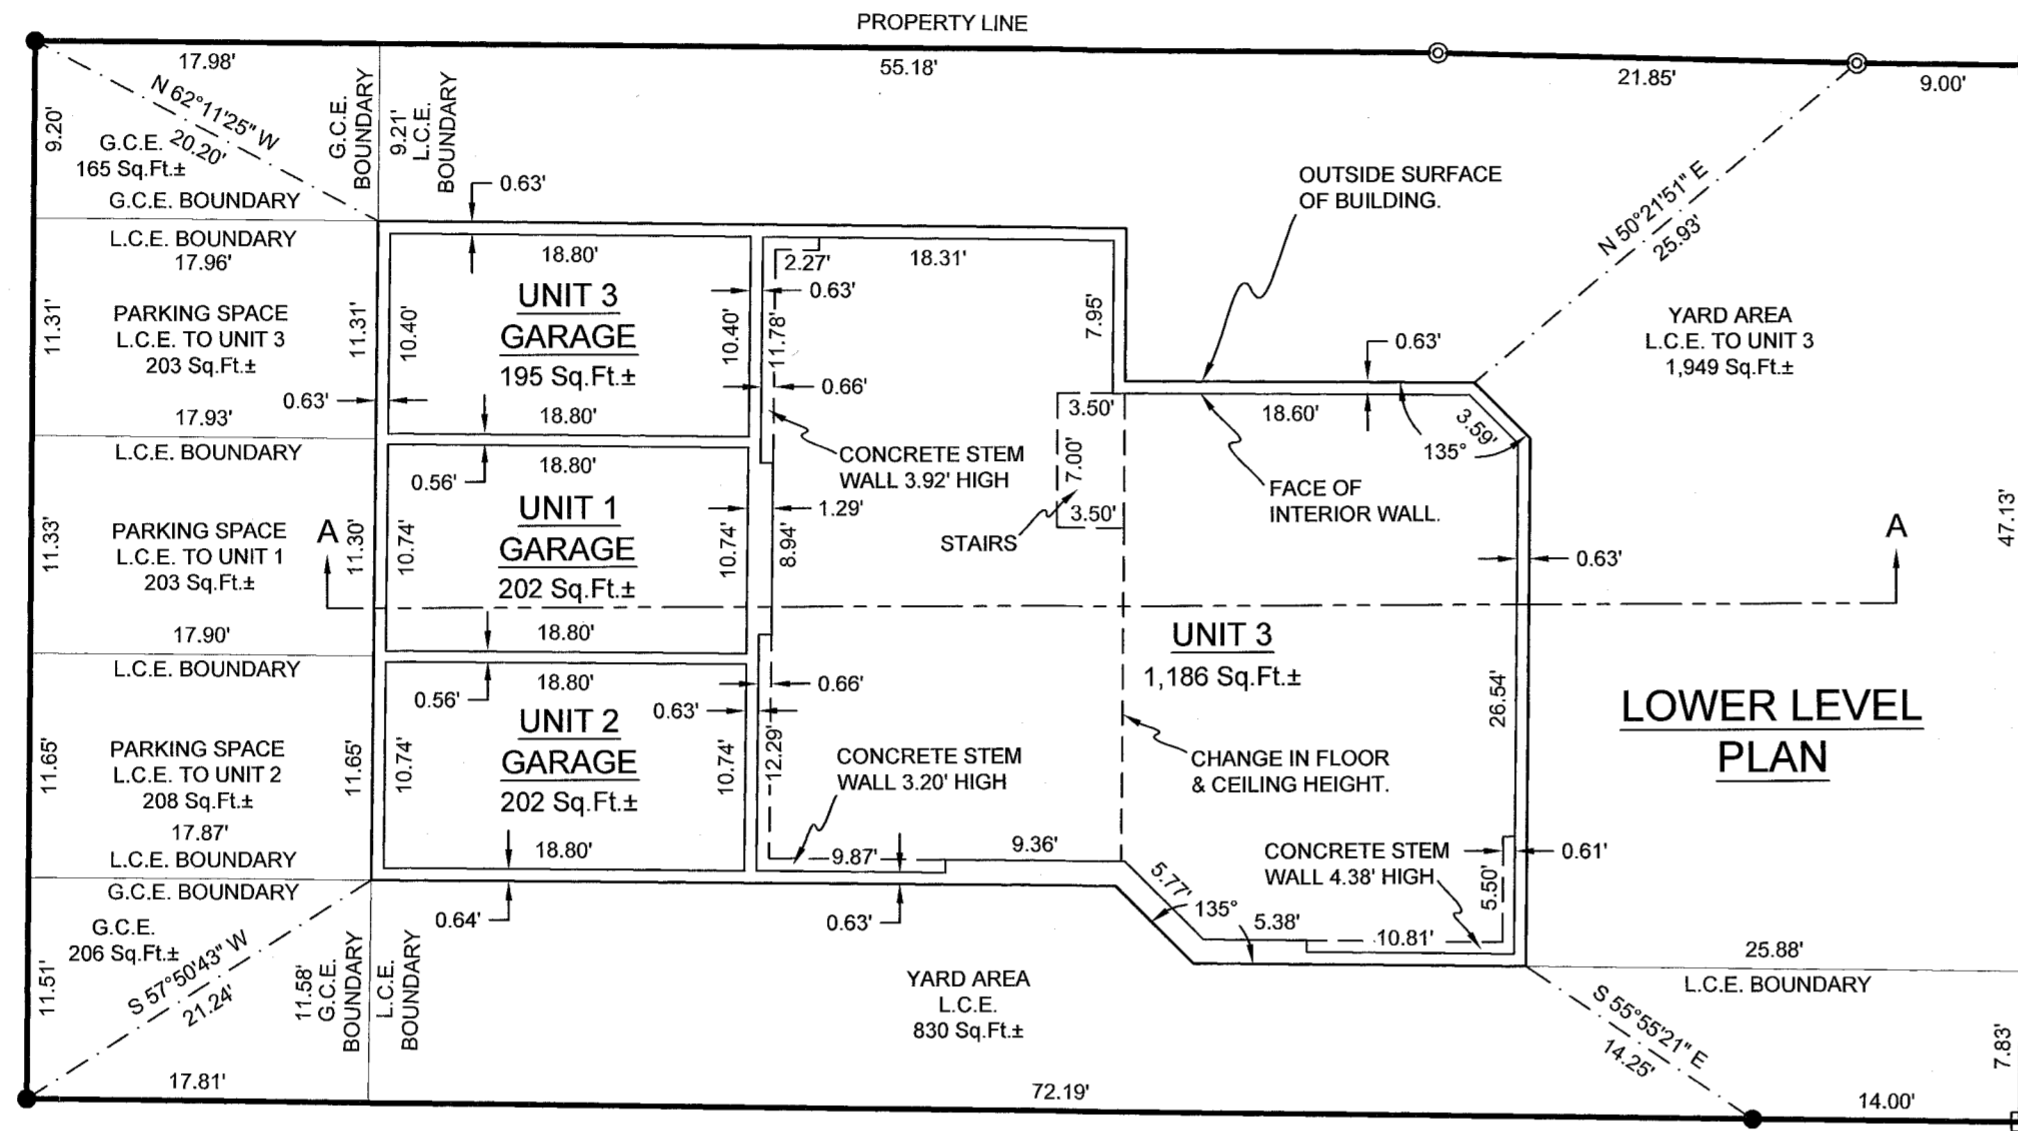 PROPERTY LINE
17.98'
55.18'
21.85'
9.00'
N 62°11'25" W
20.20'
9.20'
G.C.E.
165 Sq.Ft.±
G.C.E. BOUNDARY
G.C.E.
BOUNDARY
9.21'
L.C.E.
BOUNDARY
0.63'
OUTSIDE SURFACE
OF BUILDING.
N 50°21'51" E
25.93'
L.C.E. BOUNDARY
17.96'
PARKING SPACE
L.C.E. TO UNIT 3
203 Sq.Ft.±
11.31'
11.31'
17.93'
0.63'
18.80'
UNIT 3
GARAGE
195 Sq.Ft.±
10.40'
10.40'
18.80'
2.27'
18.31'
0.63'
11.78'
0.66'
7.95'
0.63'
YARD AREA
L.C.E. TO UNIT 3
1,949 Sq.Ft.±
3.50'
18.60'
3.59'
135°
L.C.E. BOUNDARY
0.56'
18.80'
CONCRETE STEM
WALL 3.92' HIGH
7.00'
3.50'
STAIRS
FACE OF
INTERIOR WALL.
11.33'
PARKING SPACE
L.C.E. TO UNIT 1
203 Sq.Ft.±
A
11.30'
17.90'
UNIT 1
GARAGE
202 Sq.Ft.±
10.74'
10.74'
18.80'
1.29'
8.94'
0.63'
A
47.13'
L.C.E. BOUNDARY
0.56'
18.80'
0.63'
0.66'
UNIT 3
1,186 Sq.Ft.±
26.54'
LOWER LEVEL
PLAN
11.65'
PARKING SPACE
L.C.E. TO UNIT 2
208 Sq.Ft.±
11.65'
17.87'
L.C.E. BOUNDARY
UNIT 2
GARAGE
202 Sq.Ft.±
10.74'
10.74'
18.80'
12.29'
CONCRETE STEM
WALL 3.20' HIGH
CHANGE IN FLOOR
& CEILING HEIGHT.
9.87'
9.36'
CONCRETE STEM
WALL 4.38' HIGH
0.61'
5.50'
G.C.E. BOUNDARY
G.C.E.
206 Sq.Ft.±
11.51'
S 57°50'43" W
21.24'
11.58'
G.C.E.
BOUNDARY
L.C.E.
BOUNDARY
0.64'
0.63'
5.77'
135°
5.38'
10.81'
25.88'
L.C.E. BOUNDARY
YARD AREA
L.C.E.
830 Sq.Ft.±
S 55°55'21" E
14.25'
7.83'
17.81'
72.19'
14.00'